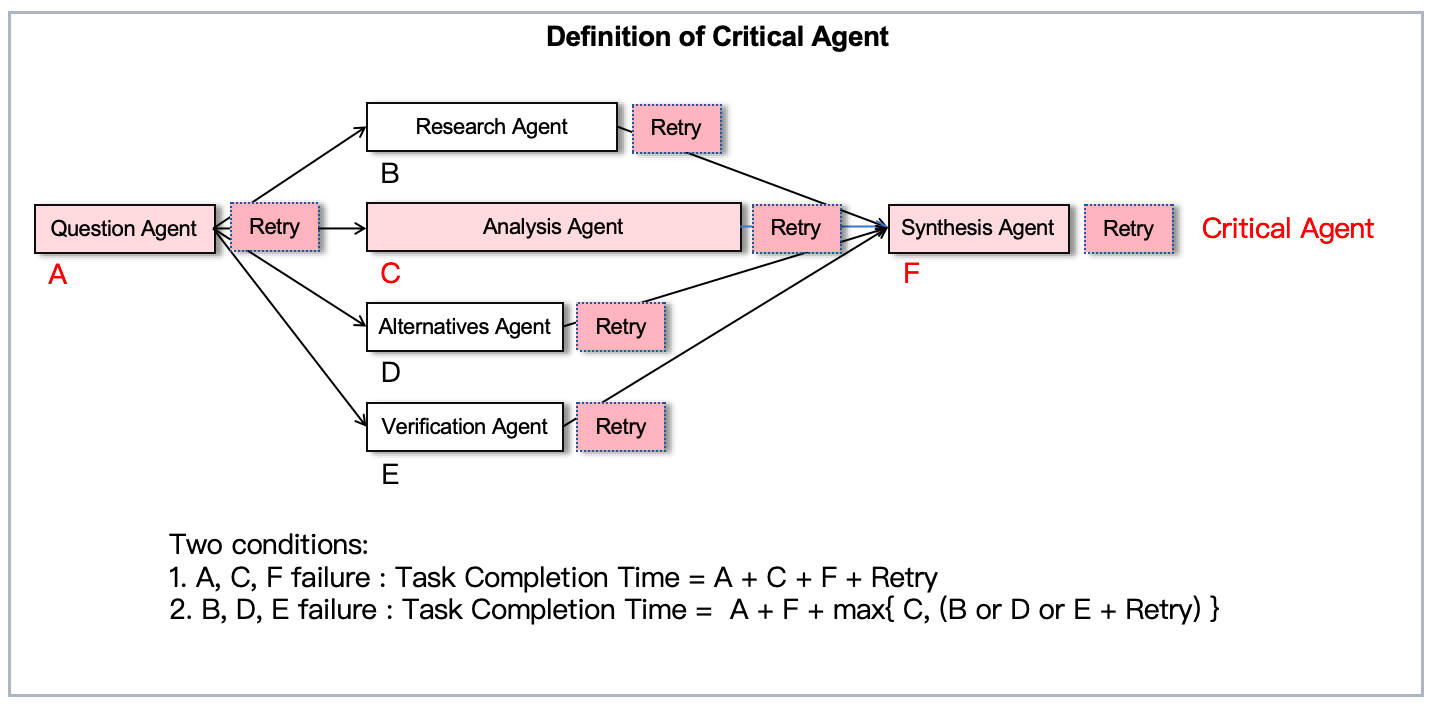 Definition of Critical Agent
Research Agent
Retry
B
Question Agent
Retry
Analysis Agent
Retry
Synthesis Agent
Retry
Critical Agent
A
C
F
Alternatives Agent
Retry
D
Verification Agent
Retry
E
Two conditions:
1. A, C, F failure : Task Completion Time = A + C + F + Retry
2. B, D, E failure : Task Completion Time =  A + F + max{ C, (B or D or E + Retry) }